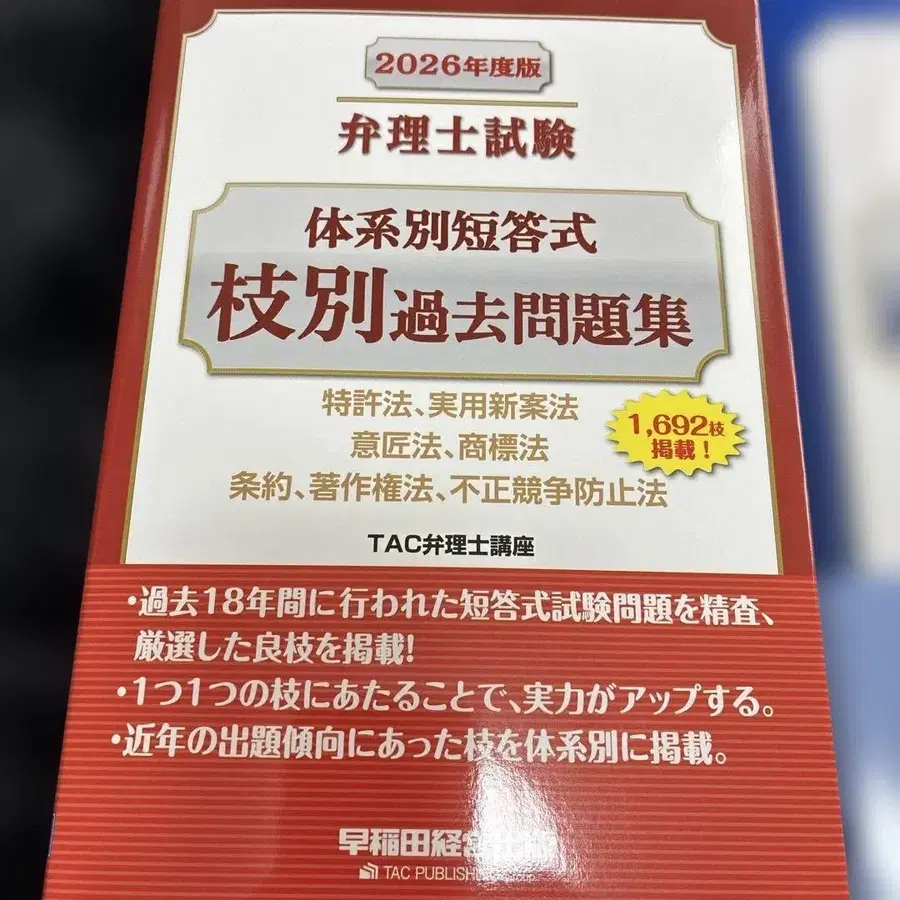 2026年度版
弁理士試験
体系別短答式
枝別過去問題集
特許法、実用新案法
意匠法、商標法
条約、著作権法、不正競争防止法
1,692枝
掲載！
TAC弁理士講座
・過去18年間に行われた短答式試験問題を精査、
厳選した良枝を掲載！
・1つ1つの枝にあたることで、実力がアップする。
・近年の出題傾向にあった枝を体系別に掲載。
早稲田経営出版
TAC PUBLISHING Group